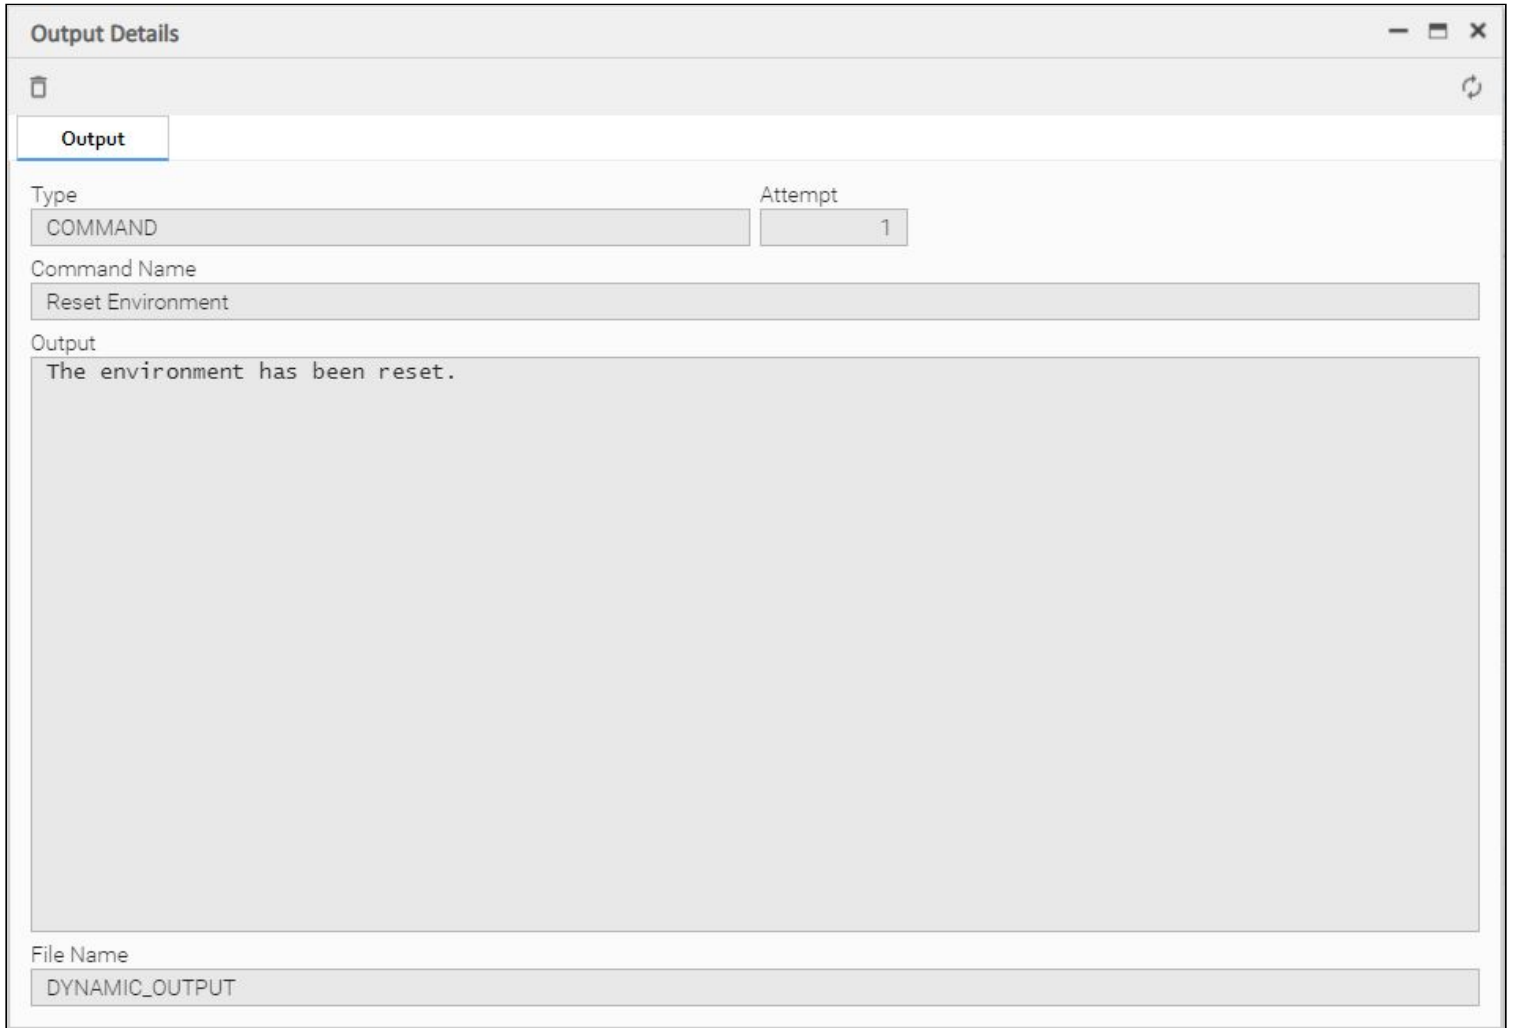 Output Details
Output
Type Attempt
COMMAND 1
Command Name
Reset Environment
Output
The environment has been reset.
File Name
DYNAMIC_OUTPUT